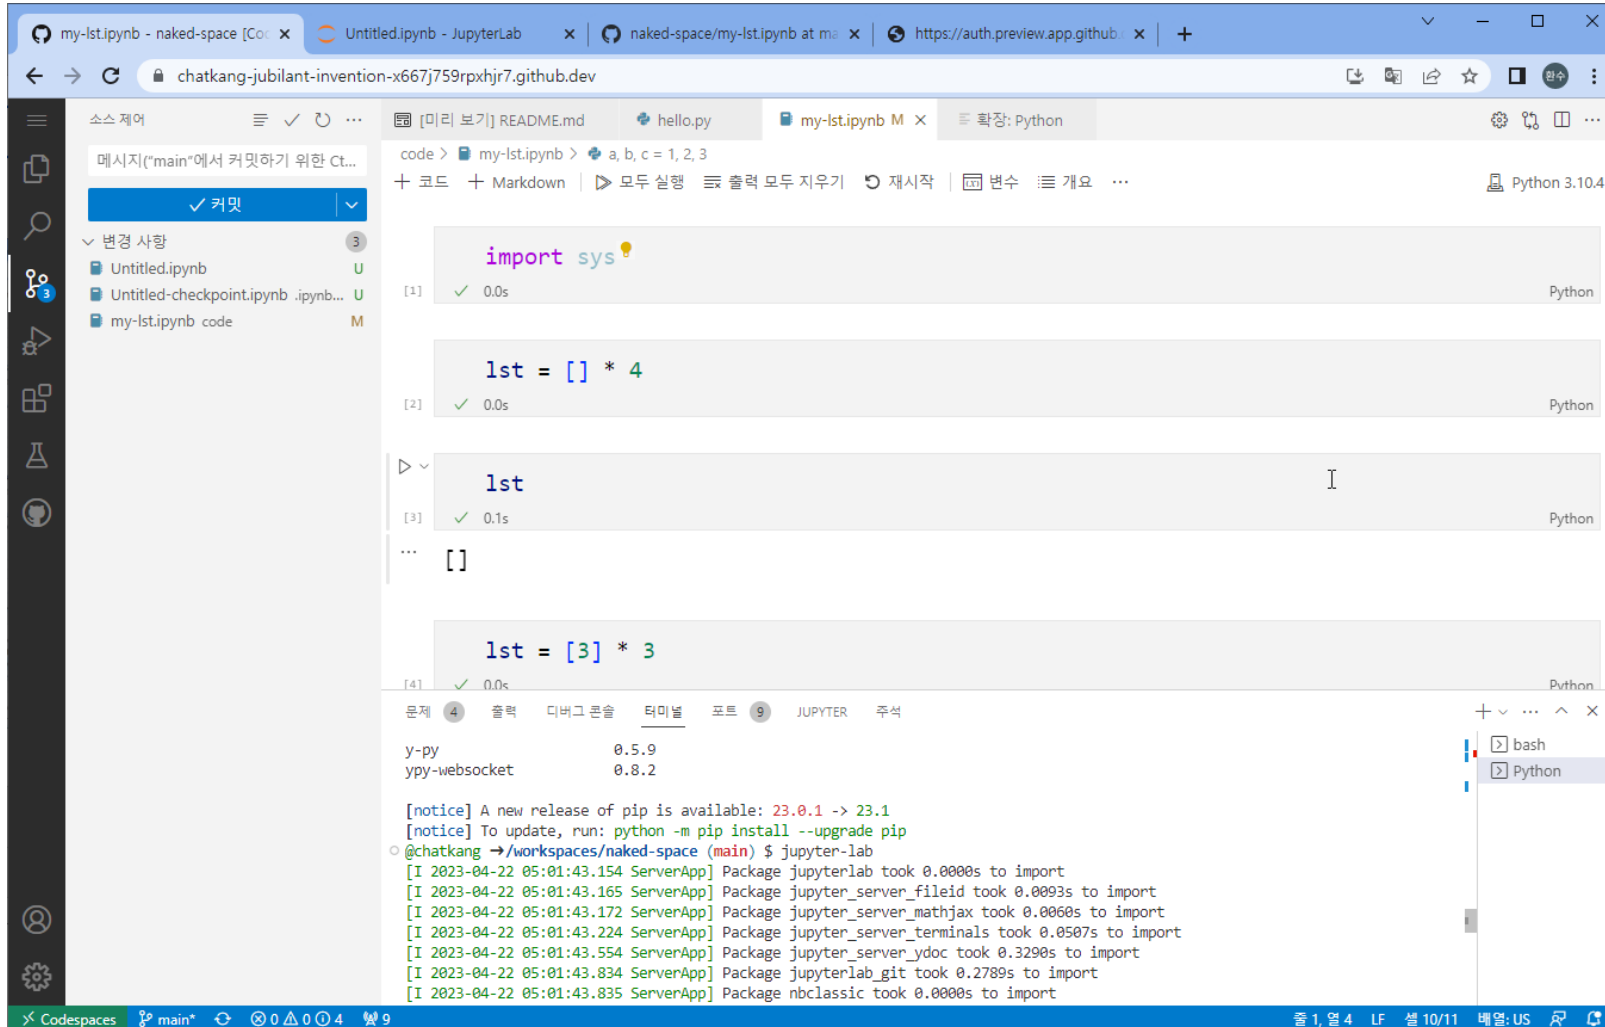 my-lst.ipynb - naked-space [Coc
Untitled.ipynb - JupyterLab
naked-space/my-lst.ipynb at ma
https://auth.preview.app.github.
chatkang-jubilant-invention-x667j759rpxhjr7.github.dev
환수
소스 제어
[미리 보기] README.md
hello.py
my-lst.ipynb M
확장: Python
메시지("main"에서 커밋하기 위한 Ct...
code > my-lst.ipynb > a, b, c = 1, 2, 3
+ 코드 + Markdown 모두 실행 출력 모두 지우기 재시작 변수 개요 ...
Python 3.10.4
커밋
변경 사항 3
Untitled.ipynb U
Untitled-checkpoint.ipynb .ipynb... U
my-lst.ipynb code M
3
import sys
[1] 0.0s Python
lst = [] * 4
[2] 0.0s Python
lst
[3] 0.1s Python
[]
lst = [3] * 3
[4] 0.0s Python
문제 4 출력 디버그 콘솔 터미널 포트 9 JUPYTER 주석
bash
Python
y-py 0.5.9
ypy-websocket 0.8.2
[notice] A new release of pip is available: 23.0.1 -> 23.1
[notice] To update, run: python -m pip install --upgrade pip
@chatkang →/workspaces/naked-space (main) $ jupyter-lab
[I 2023-04-22 05:01:43.154 ServerApp] Package jupyterlab took 0.0000s to import
[I 2023-04-22 05:01:43.165 ServerApp] Package jupyter_server_fileid took 0.0093s to import
[I 2023-04-22 05:01:43.172 ServerApp] Package jupyter_server_mathjax took 0.0060s to import
[I 2023-04-22 05:01:43.224 ServerApp] Package jupyter_server_terminals took 0.0507s to import
[I 2023-04-22 05:01:43.554 ServerApp] Package jupyter_server_ydoc took 0.3290s to import
[I 2023-04-22 05:01:43.834 ServerApp] Package jupyterlab_git took 0.2789s to import
[I 2023-04-22 05:01:43.835 ServerApp] Package nbclassic took 0.0000s to import
Codespaces main* 0 0 4 9
줄 1, 열 4 LF 셀 10/11 배열: US